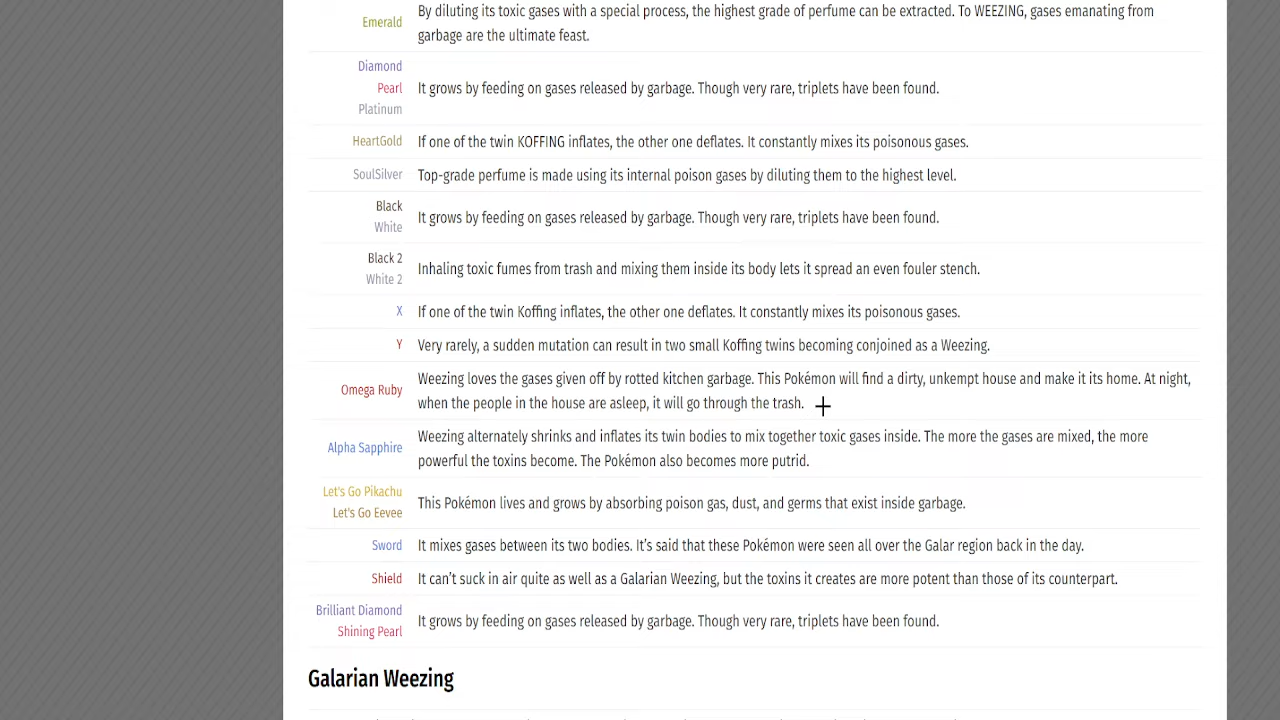 Emerald
By diluting its toxic gases with a special process, the highest grade of perfume can be extracted. To WEEZING, gases emanating from
garbage are the ultimate feast.
Diamond
Pearl
Platinum
It grows by feeding on gases released by garbage. Though very rare, triplets have been found.
HeartGold
If one of the twin KOFFING inflates, the other one deflates. It constantly mixes its poisonous gases.
SoulSilver
Top-grade perfume is made using its internal poison gases by diluting them to the highest level.
Black
White
It grows by feeding on gases released by garbage. Though very rare, triplets have been found.
Black 2
White 2
Inhaling toxic fumes from trash and mixing them inside its body lets it spread an even fouler stench.
X
If one of the twin Koffing inflates, the other one deflates. It constantly mixes its poisonous gases.
Y
Very rarely, a sudden mutation can result in two small Koffing twins becoming conjoined as a Weezing.
Omega Ruby
Weezing loves the gases given off by rotted kitchen garbage. This Pokémon will find a dirty, unkempt house and make it its home. At night,
when the people in the house are asleep, it will go through the trash.
Alpha Sapphire
Weezing alternately shrinks and inflates its twin bodies to mix together toxic gases inside. The more the gases are mixed, the more
powerful the toxins become. The Pokémon also becomes more putrid.
Let's Go Pikachu
Let's Go Eevee
This Pokémon lives and grows by absorbing poison gas, dust, and germs that exist inside garbage.
Sword
It mixes gases between its two bodies. It’s said that these Pokémon were seen all over the Galar region back in the day.
Shield
It can’t suck in air quite as well as a Galarian Weezing, but the toxins it creates are more potent than those of its counterpart.
Brilliant Diamond
Shining Pearl
It grows by feeding on gases released by garbage. Though very rare, triplets have been found.
Galarian Weezing